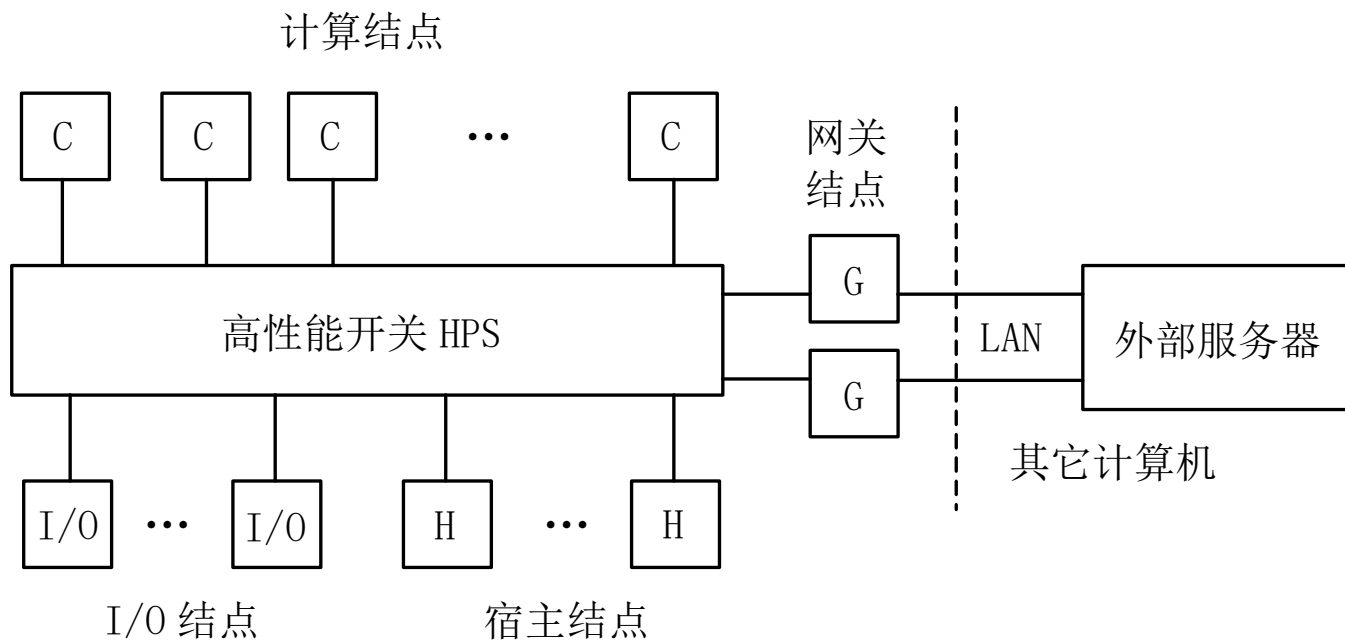 计算结点
C C C ··· C
网关
结点
G
高性能开关 HPS
LAN
外部服务器
G
其它计算机
I/O ··· I/O H ··· H
I/O 结点
宿主结点